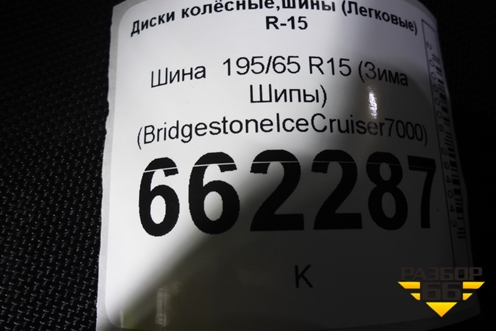 Диски колёсные,шины (Легковые)
R-15
Шина 195/65 R15 (Зима
Шипы)
(BridgestoneIceCruiser7000)
662287
K
РАЗБОР
66